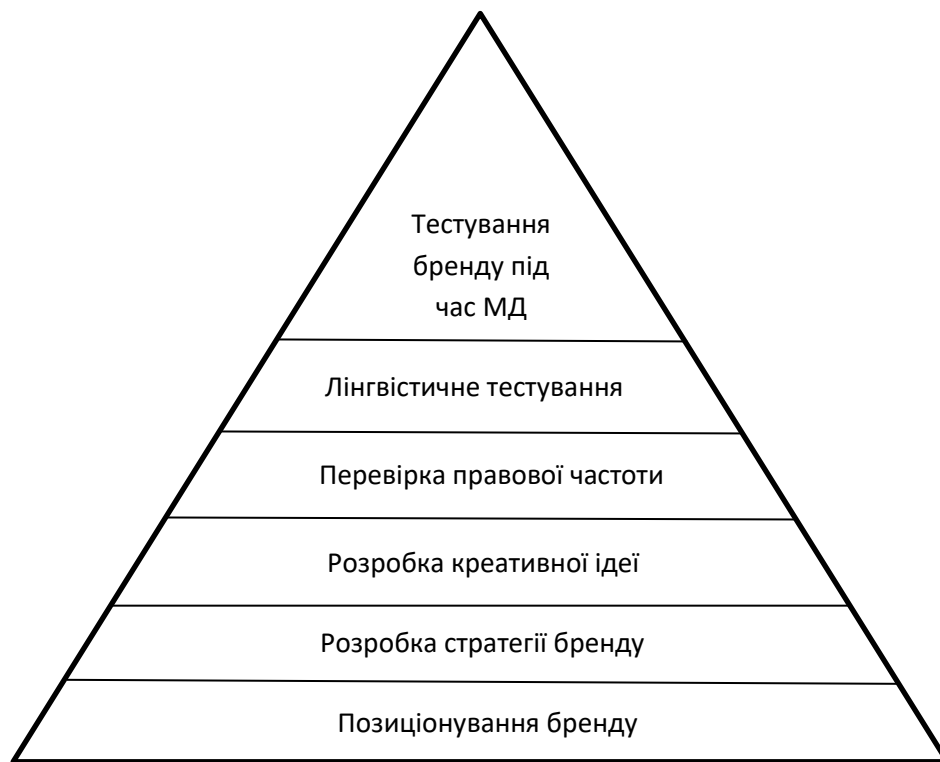 Тестування
бренду під
час МД
Лінгвістичне тестування
Перевірка правової частоти
Розробка креативної ідеї
Розробка стратегії бренду
Позиціонування бренду